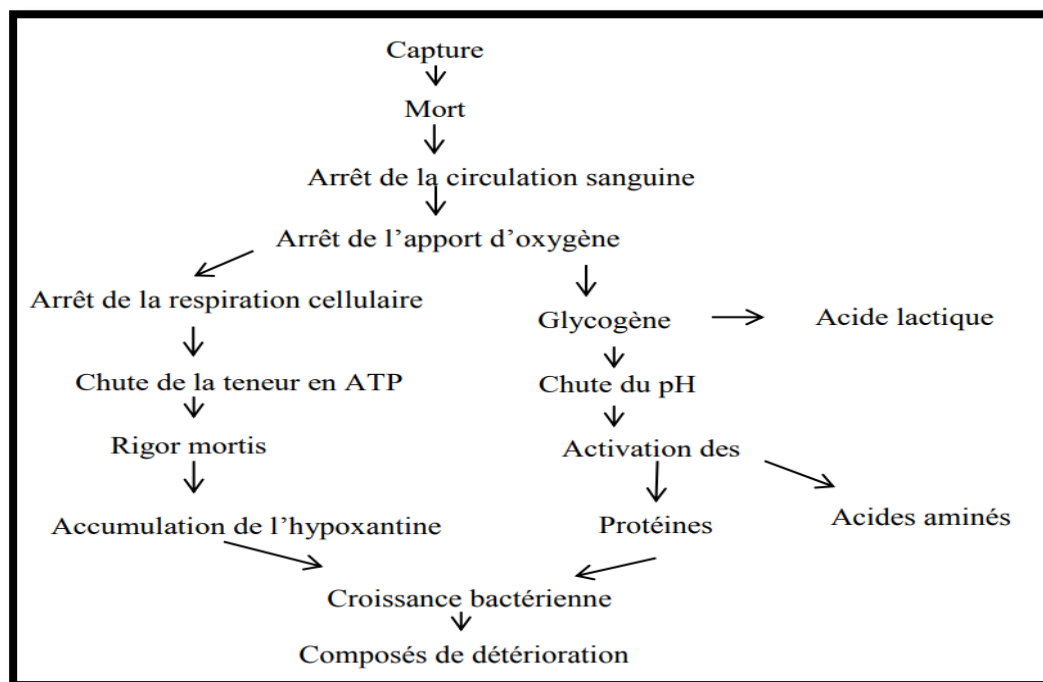 Capture
Mort
Arrêt de la circulation sanguine
Arrêt de l'apport d'oxygène
Arrêt de la respiration cellulaire
Glycogène
Acide lactique
Chute de la teneur en ATP
Chute du pH
Rigor mortis
Activation des
Accumulation de l'hypoxantine
Protéines
Acides aminés
Croissance bactérienne
Composés de détérioration